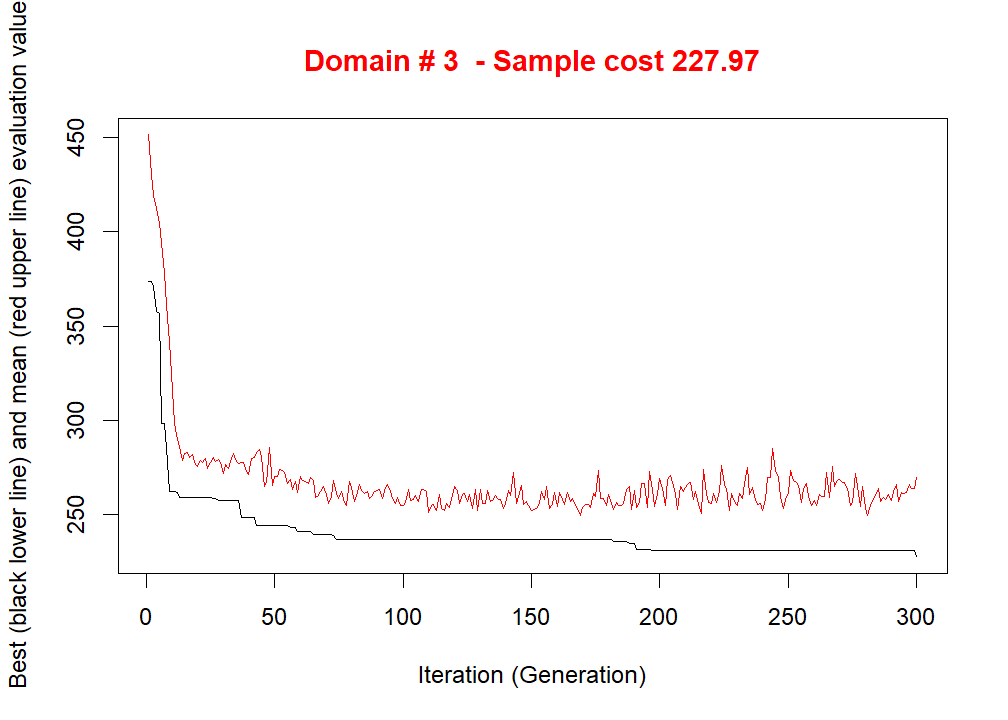 Domain # 3  - Sample cost 227.97
Best (black lower line) and mean (red upper line) evaluation value
450
400
350
300
250
0 50 100 150 200 250 300
Iteration (Generation)